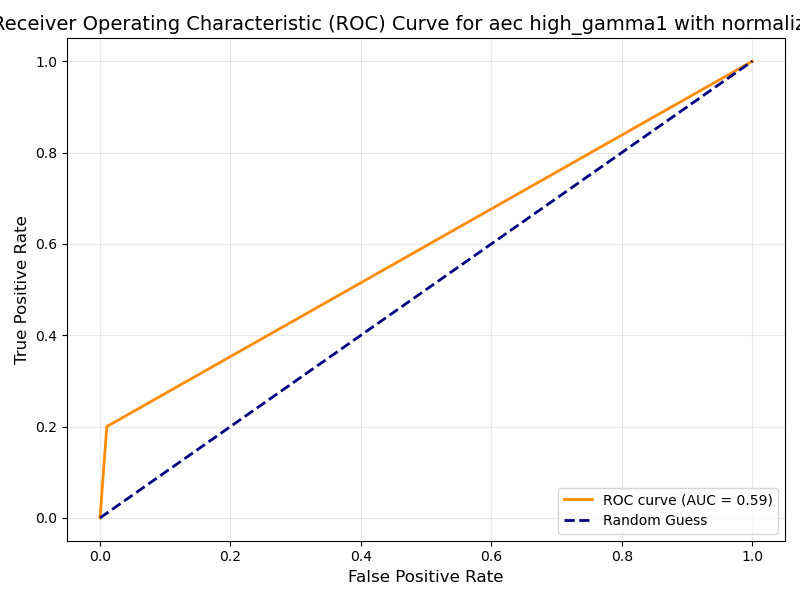 Receiver Operating Characteristic (ROC) Curve for aec high_gamma1 with normaliz
1.0
0.8
0.6
0.4
0.2
0.0
True Positive Rate
0.0 0.2 0.4 0.6 0.8 1.0
False Positive Rate
ROC curve (AUC = 0.59)
Random Guess